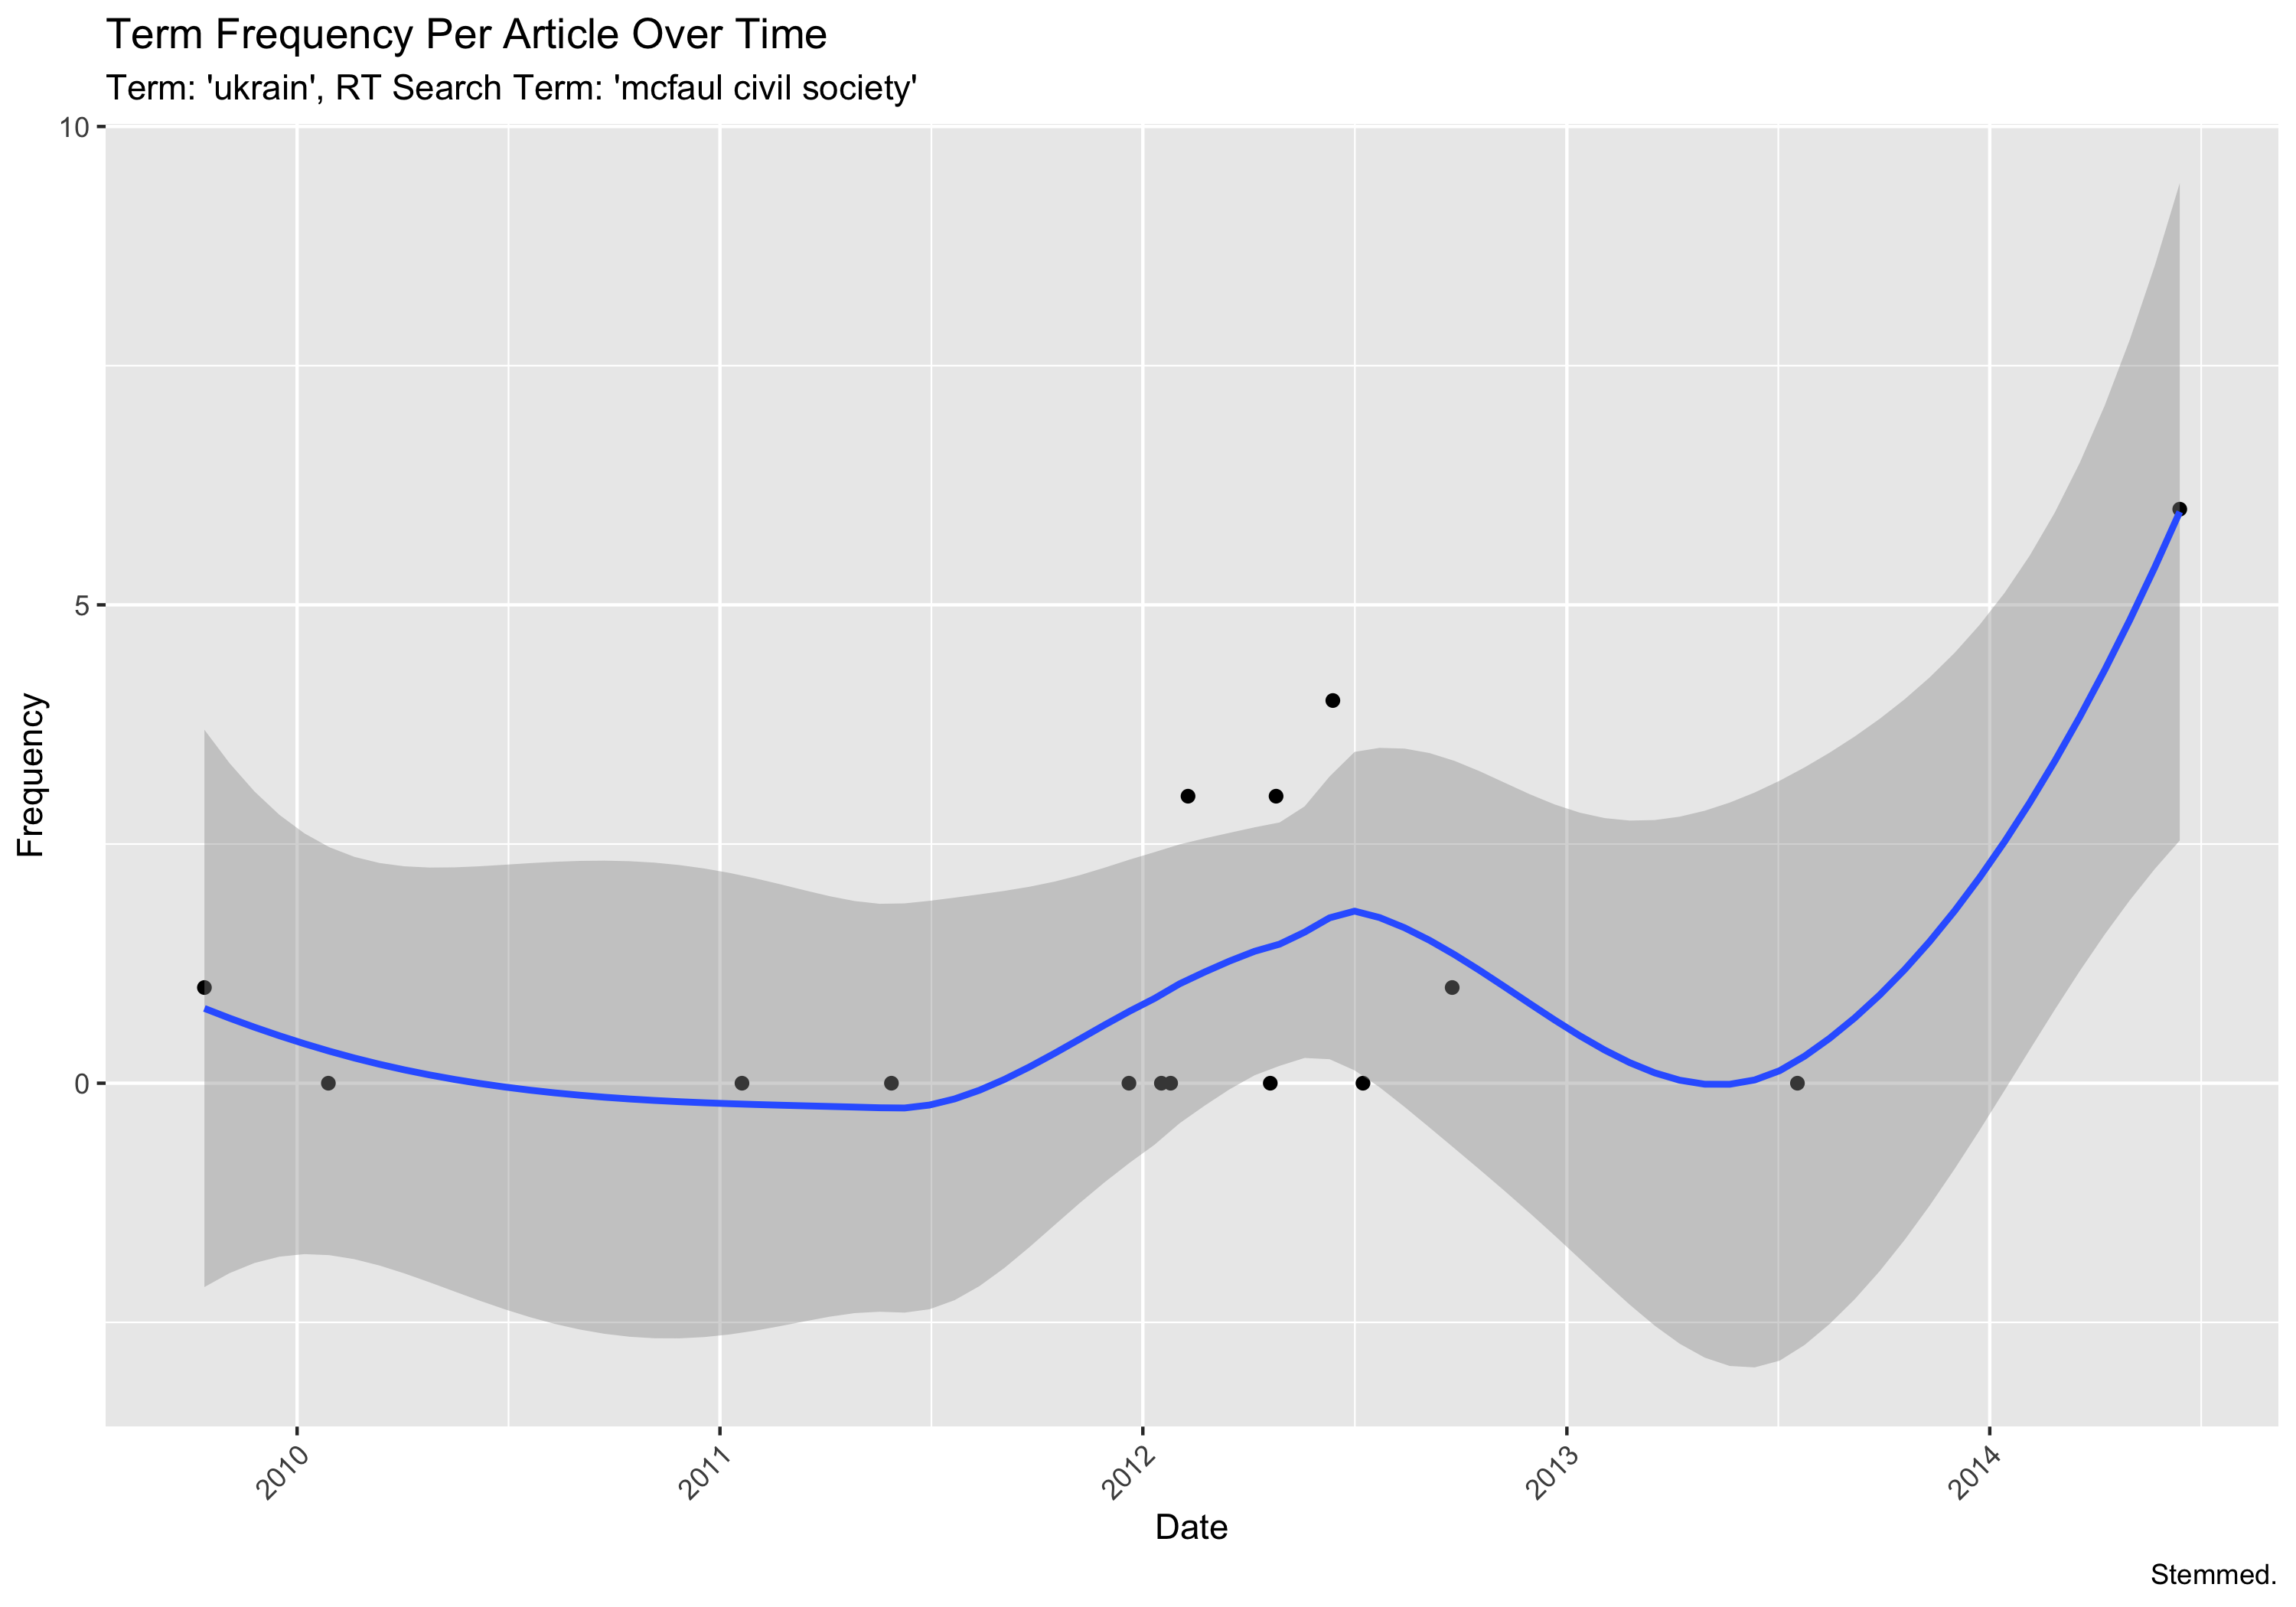 Term Frequency Per Article Over Time
Term: 'ukrain', RT Search Term: 'mcfaul civil society'
10
5
0
Frequency
2010
2011
2012
2013
2014
Date
Stemmed.